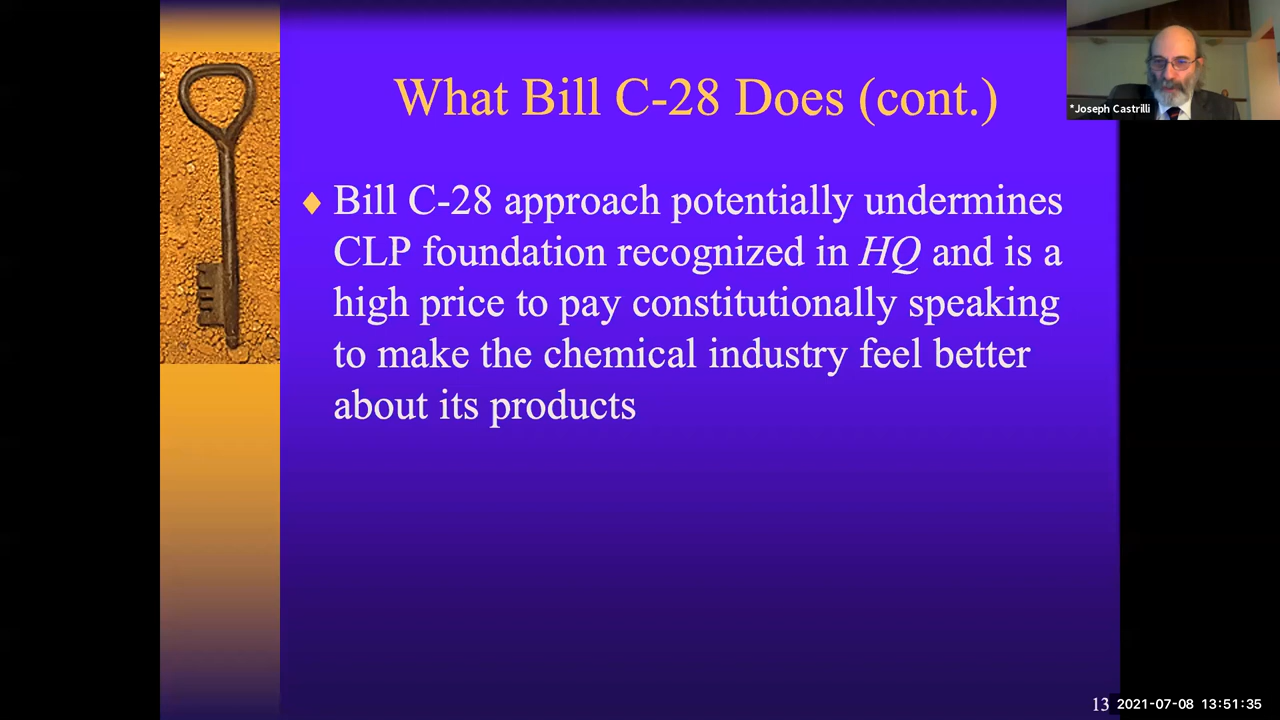 What Bill C-28 Does (cont.)
*Joseph Castrilli
♦ Bill C-28 approach potentially undermines
CLP foundation recognized in HQ and is a
high price to pay constitutionally speaking
to make the chemical industry feel better
about its products
13
2021-07-08 13:51:35